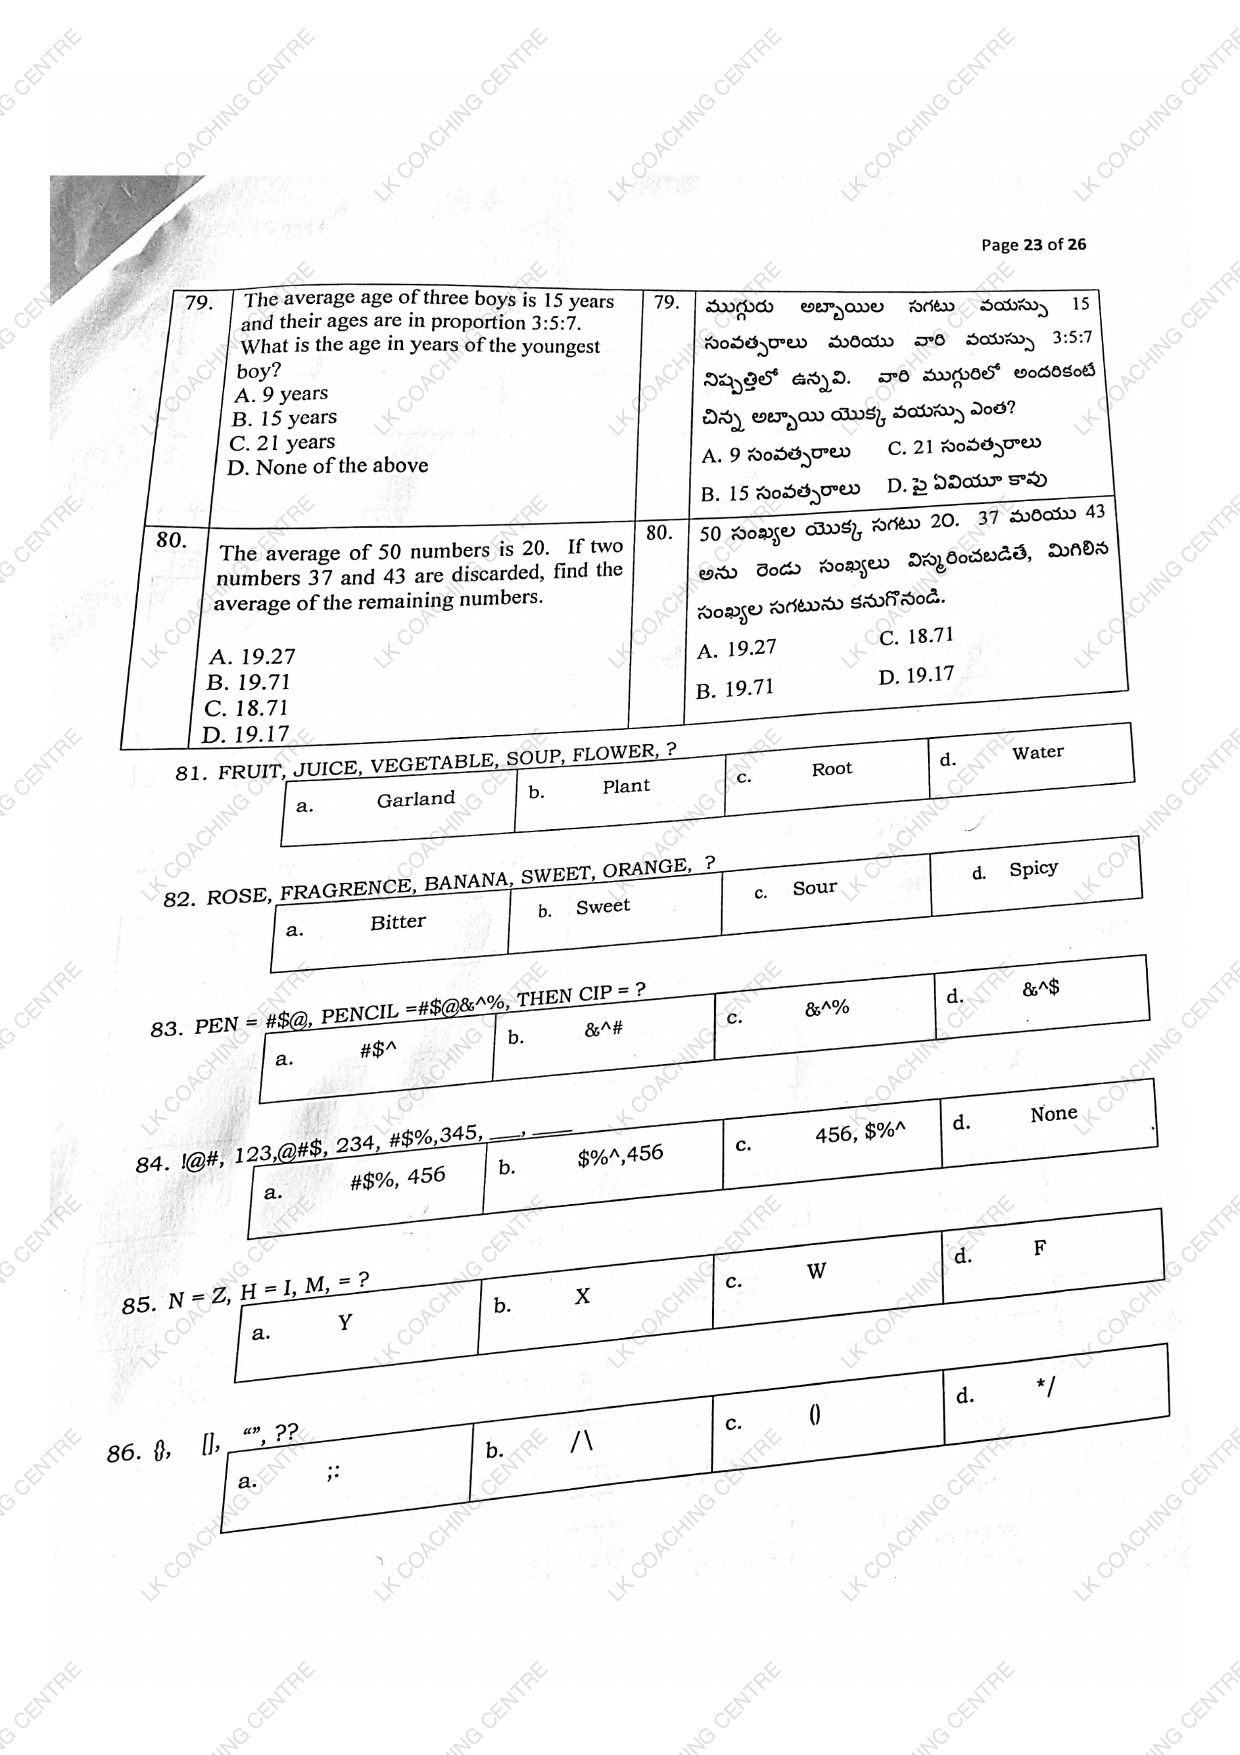 Page 23 of 26
79. The average age of three boys is 15 years
and their ages are in proportion 3:5:7.
What is the age in years of the youngest
boy?
A. 9 years
B. 15 years
C. 21 years
D. None of the above
79. ముగ్గురు అబ్బాయిల సగటు వయస్సు 15
సంవత్సరాలు మరియు వారి వయస్సు 3:5:7
నిష్పత్తిలో ఉన్నవి. వారి ముగ్గురిలో అందరికంటే
చిన్న అబ్బాయి యొక్క వయస్సు ఎంత?
A. 9 సంవత్సరాలు C. 21 సంవత్సరాలు
B. 15 సంవత్సరాలు D. పై ఏవియూ కావు
80. The average of 50 numbers is 20. If two
numbers 37 and 43 are discarded, find the
average of the remaining numbers.
A. 19.27
B. 19.71
C. 18.71
D. 19.17
80. 50 సంఖ్యల యొక్క సగటు 20. 37 మరియు 43
అను రెండు సంఖ్యలు విస్మరించబడితే, మిగిలిన
సంఖ్యల సగటును కనుగొనండి.
A. 19.27 C. 18.71
B. 19.71 D. 19.17
81. FRUIT, JUICE, VEGETABLE, SOUP, FLOWER, ?
a. Garland b. Plant c. Root d. Water
82. ROSE, FRAGRENCE, BANANA, SWEET, ORANGE, ?
a. Bitter b. Sweet c. Sour d. Spicy
83. PEN = #$@, PENCIL =#$@&^%, THEN CIP = ?
a. #$^ b. &^# c. &^% d. &^$
84. !@#, 123,@#$, 234, #$%,345, ___, ____
a. #$%, 456 b. $%^,456 c. 456, $%^ d. None
85. N = Z, H = I, M, = ?
a. Y b. X c. W d. F
86. {}, [], “”, ??
a. ;: b. /\ c. () d. */
LK COACHING CENTRE